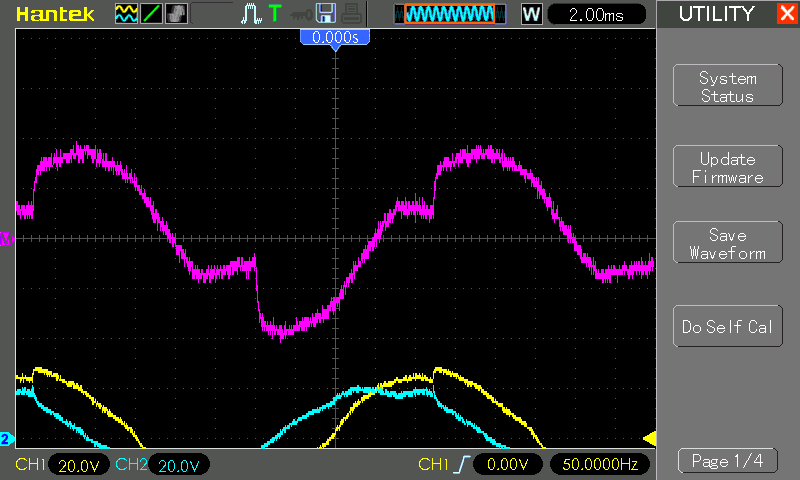 Hantek
T
W
2.00ms
UTILITY
0.000s
System
Status
Update
Firmware
M
Save
Waveform
Do Self Cal
2
CH1 20.0V
CH2 20.0V
CH1 0.00V
50.0000Hz
Page 1/4